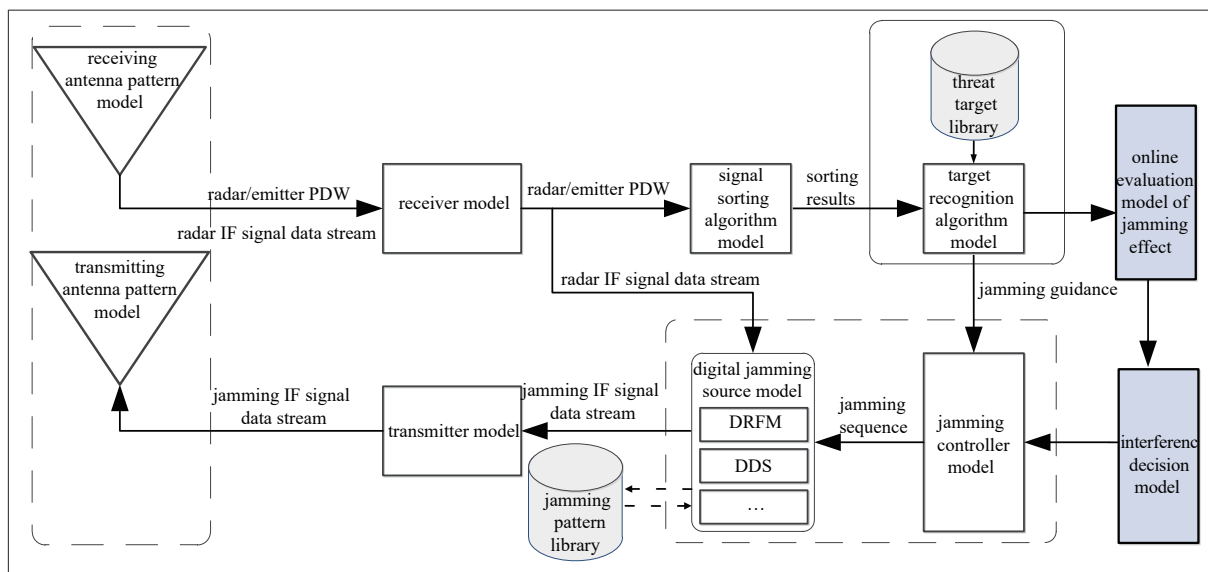 receiving
antenna pattern
model
radar/emitter PDW
radar IF signal data stream
receiver model
radar/emitter PDW
signal
sorting
algorithm
model
sorting
results
threat
target
library
target
recognition
algorithm
model
online
evaluation
model of
jamming
effect
radar IF signal data stream
jamming guidance
transmitting
antenna pattern
model
jamming IF signal
data stream
transmitter model
jamming IF signal
data stream
jamming
pattern
library
digital jamming
source model
DRFM
DDS
…
jamming
sequence
jamming
controller
model
interferenc
decision
model